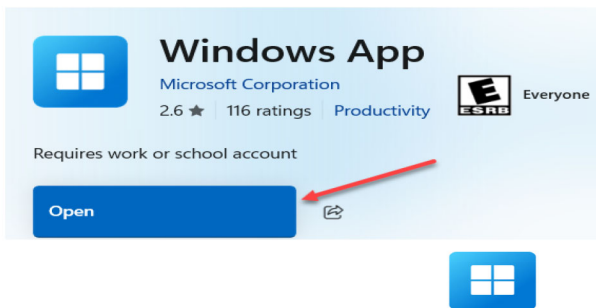 Windows App
Microsoft Corporation
2.6 ★ 116 ratings Productivity
E
ESRB
Everyone
Requires work or school account
Open